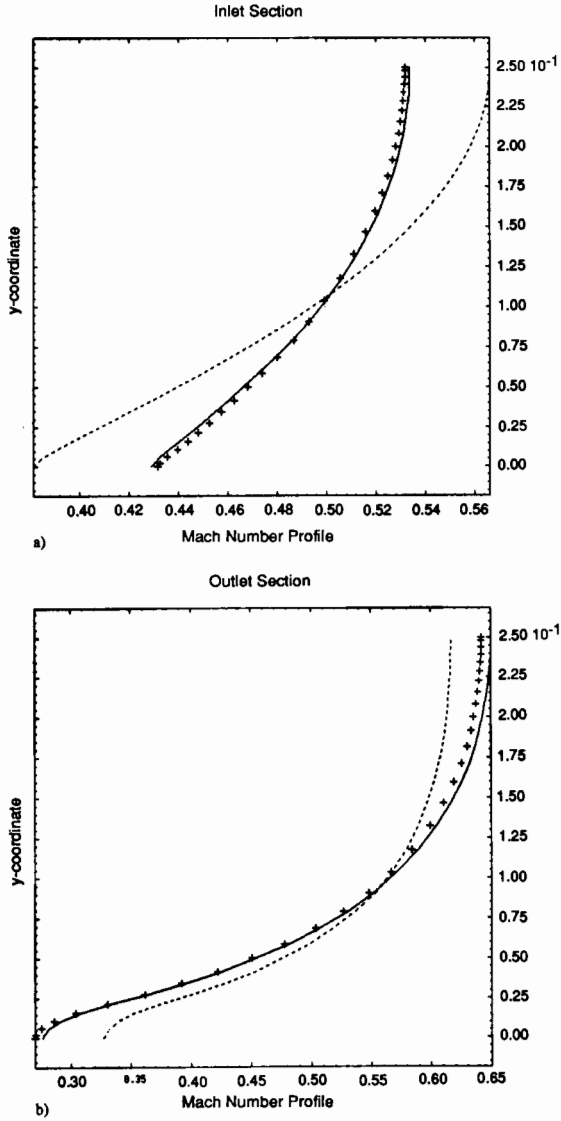 Inlet Section
2.50 10-1
2.25
2.00
1.75
1.50
1.25
1.00
0.75
0.50
0.25
0.00
y-coordinate
0.40 0.42 0.44 0.46 0.48 0.50 0.52 0.54 0.56
Mach Number Profile
a)
Outlet Section
2.50 10-1
2.25
2.00
1.75
1.50
1.25
1.00
0.75
0.50
0.25
0.00
y-coordinate
0.30 0.35 0.40 0.45 0.50 0.55 0.60 0.65
Mach Number Profile
b)